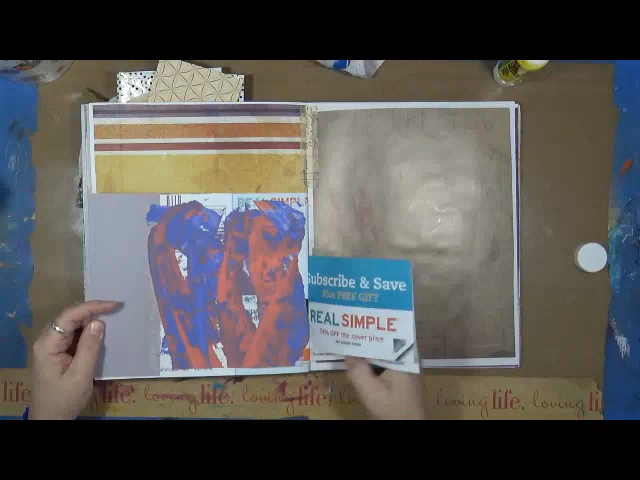 REAL SIMPLE
Subscribe & Save
Plus FREE GIFT
REAL SIMPLE
76% OFF the cover price
life. loving life. loving life! loving life. loving life. loving life.